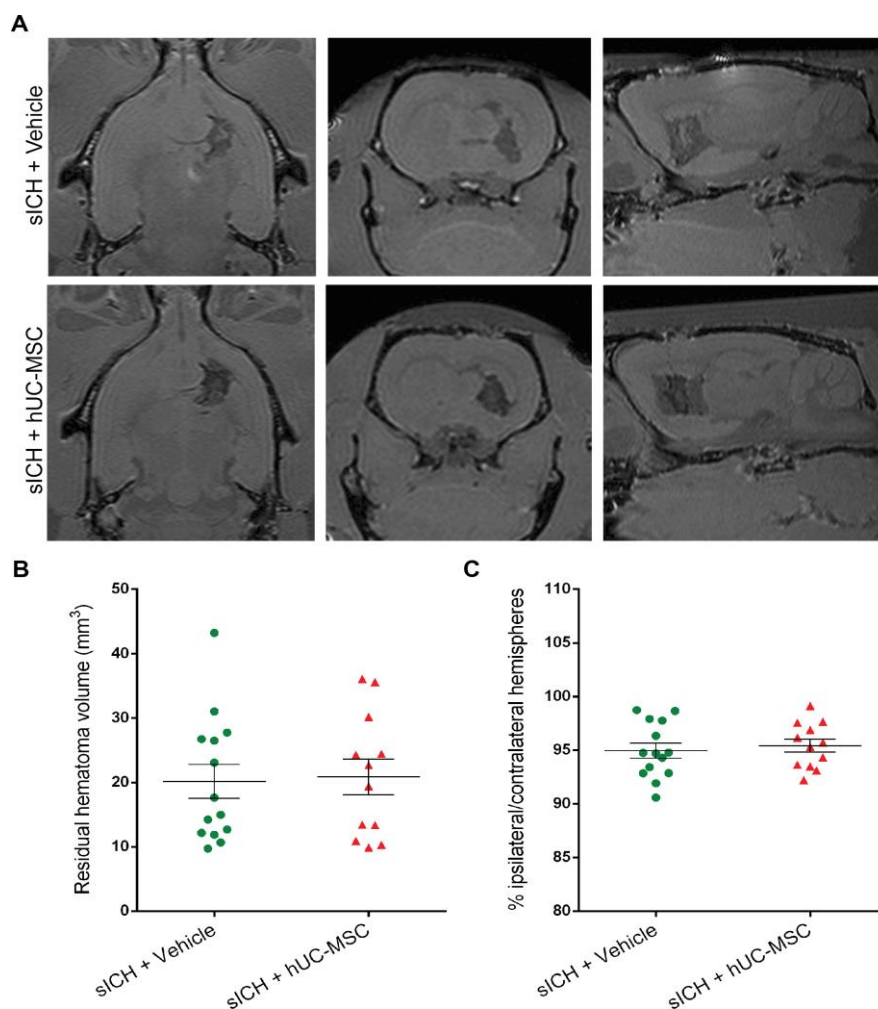 A
sICH + Vehicle
sICH + hUC-MSC
B
Residual hematoma volume (mm³)
50
40
30
20
10
0
sICH + Vehicle
sICH + hUC-MSC
C
% ipsilateral/contralateral hemispheres
110
105
100
95
90
85
80
sICH + Vehicle
sICH + hUC-MSC